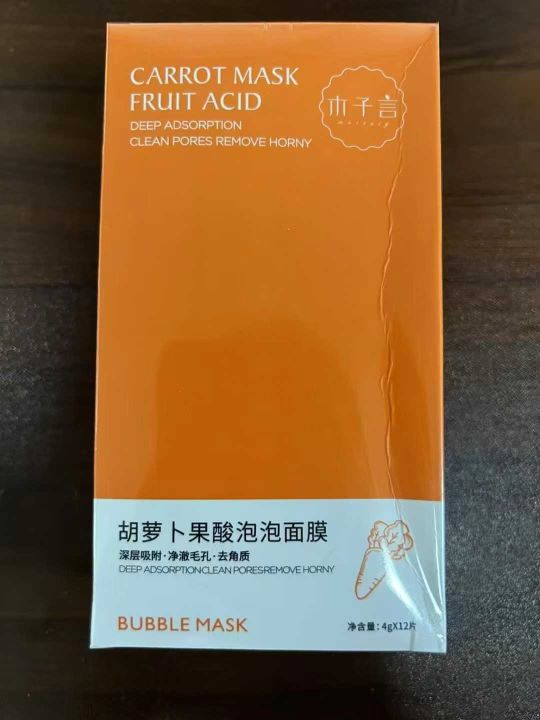 CARROT MASK
FRUIT ACID
DEEP ADSORPTION
CLEAN PORES REMOVE HORNY
木子言
胡萝卜果酸泡泡面膜
深层吸附·净澈毛孔·去角质
DEEP ADSORPTION CLEAN PORES REMOVE HORNY
BUBBLE MASK
净含量：4gX12片